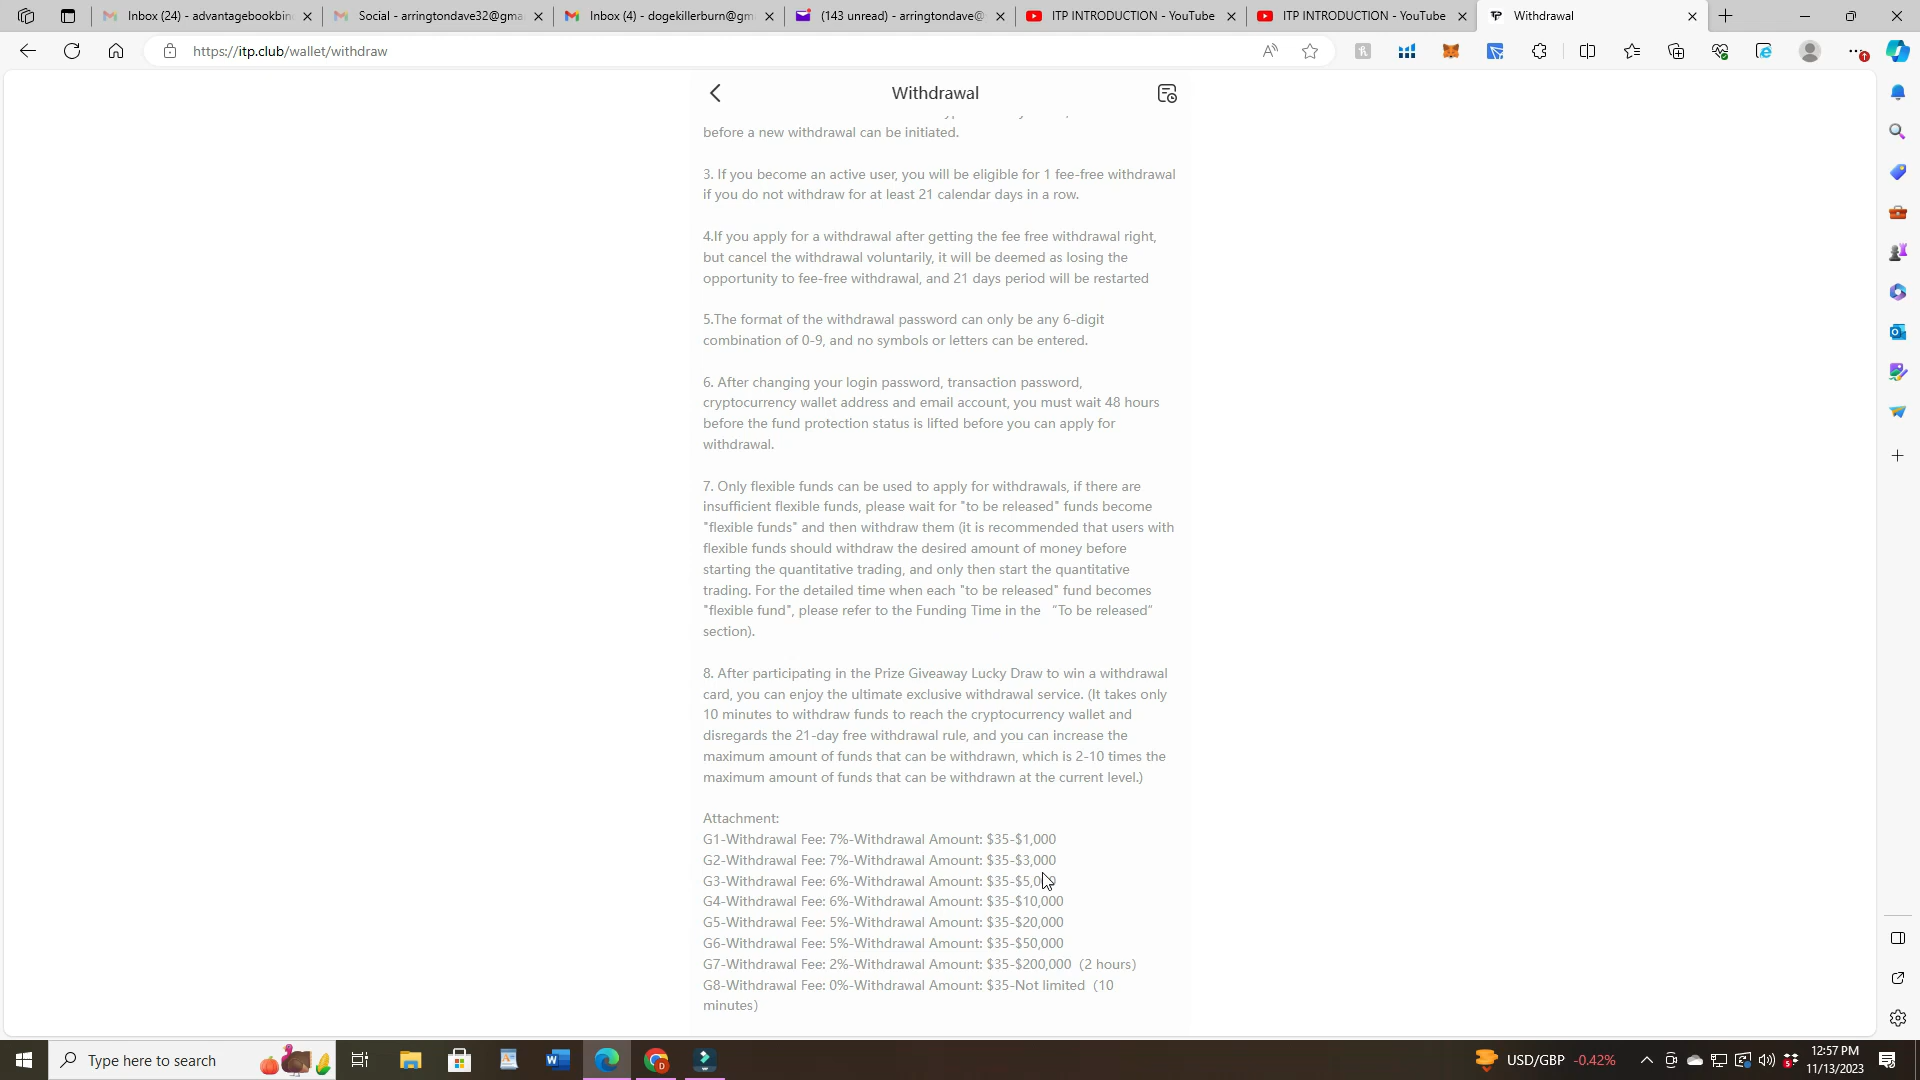 Inbox (24) - advantagebookbin
Social - arringtondave32@gma
Inbox (4) - dogekillerburn@gm
(143 unread) - arringtondave@
ITP INTRODUCTION - YouTube
ITP INTRODUCTION - YouTube
Withdrawal
https://itp.club/wallet/withdraw
Withdrawal
before a new withdrawal can be initiated.
3. If you become an active user, you will be eligible for 1 fee-free withdrawal
if you do not withdraw for at least 21 calendar days in a row.
4.If you apply for a withdrawal after getting the fee free withdrawal right,
but cancel the withdrawal voluntarily, it will be deemed as losing the
opportunity to fee-free withdrawal, and 21 days period will be restarted
5.The format of the withdrawal password can only be any 6-digit
combination of 0-9, and no symbols or letters can be entered.
6. After changing your login password, transaction password,
cryptocurrency wallet address and email account, you must wait 48 hours
before the fund protection status is lifted before you can apply for
withdrawal.
7. Only flexible funds can be used to apply for withdrawals, if there are
insufficient flexible funds, please wait for "to be released" funds become
"flexible funds" and then withdraw them (it is recommended that users with
flexible funds should withdraw the desired amount of money before
starting the quantitative trading, and only then start the quantitative
trading. For the detailed time when each "to be released" fund becomes
"flexible fund", please refer to the Funding Time in the “To be released”
section).
8. After participating in the Prize Giveaway Lucky Draw to win a withdrawal
card, you can enjoy the ultimate exclusive withdrawal service. (It takes only
10 minutes to withdraw funds to reach the cryptocurrency wallet and
disregards the 21-day free withdrawal rule, and you can increase the
maximum amount of funds that can be withdrawn, which is 2-10 times the
maximum amount of funds that can be withdrawn at the current level.)
Attachment:
G1-Withdrawal Fee: 7%-Withdrawal Amount: $35-$1,000
G2-Withdrawal Fee: 7%-Withdrawal Amount: $35-$3,000
G3-Withdrawal Fee: 6%-Withdrawal Amount: $35-$5,000
G4-Withdrawal Fee: 6%-Withdrawal Amount: $35-$10,000
G5-Withdrawal Fee: 5%-Withdrawal Amount: $35-$20,000
G6-Withdrawal Fee: 5%-Withdrawal Amount: $35-$50,000
G7-Withdrawal Fee: 2%-Withdrawal Amount: $35-$200,000 (2 hours)
G8-Withdrawal Fee: 0%-Withdrawal Amount: $35-Not limited (10
minutes)
Type here to search
USD/GBP -0.42%
12:57 PM
11/13/2023